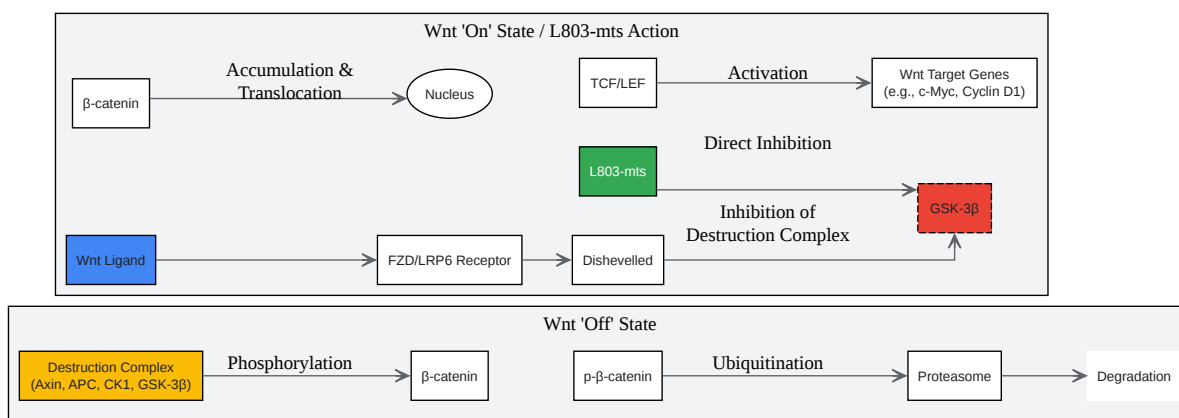 Wnt 'On' State / L803-mts Action
β-catenin
Accumulation &
Translocation
Nucleus
TCF/LEF
Activation
Wnt Target Genes
(e.g., c-Myc, Cyclin D1)
L803-mts
Direct Inhibition
GSK-3β
Wnt Ligand
FZD/LRP6 Receptor
Dishevelled
Inhibition of
Destruction Complex
Wnt 'Off' State
Destruction Complex
(Axin, APC, CK1, GSK-3β)
Phosphorylation
β-catenin
p-β-catenin
Ubiquitination
Proteasome
Degradation